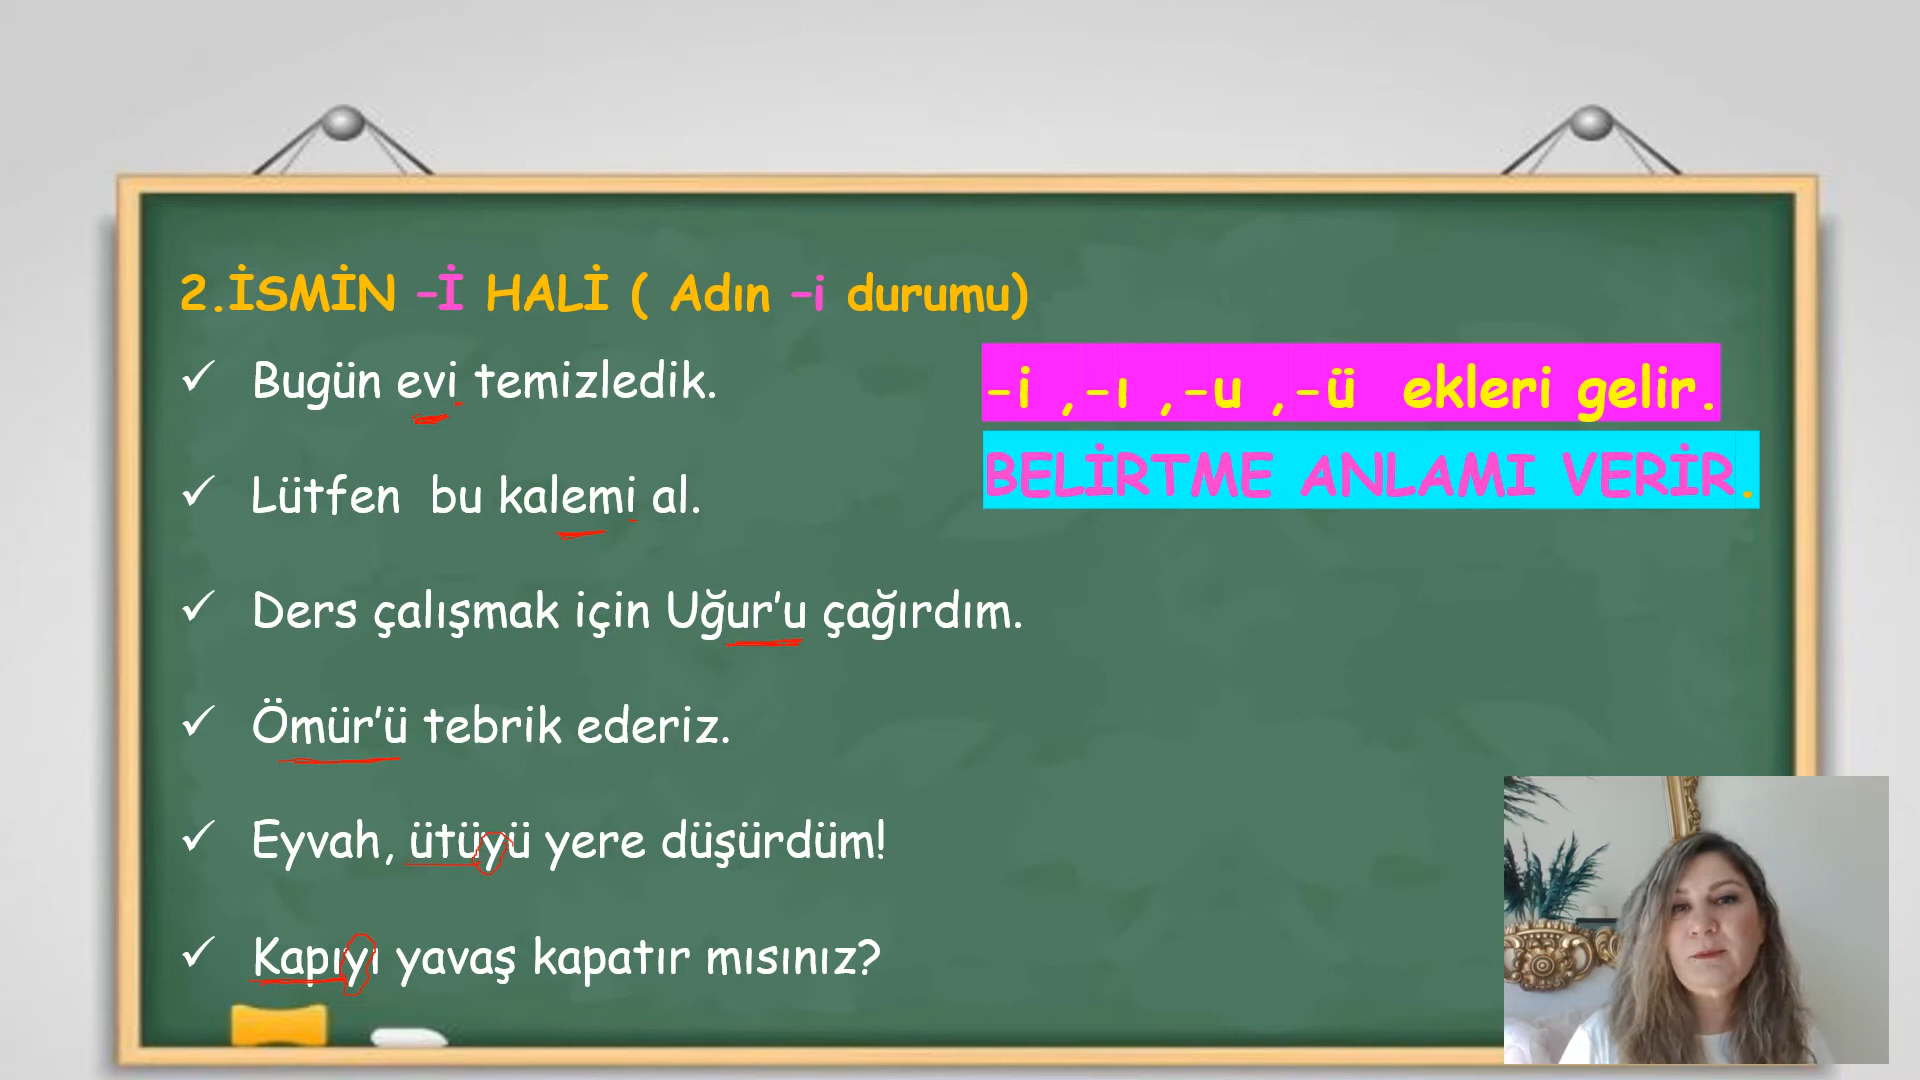 2.İSMİN -İ HALİ ( Adın -i durumu)
✓ Bugün evi temizledik.
-i ,-ı ,-u ,-ü ekleri gelir.
BELİRTME ANLAMI VERİR.
✓ Lütfen bu kalemi al.
✓ Ders çalışmak için Uğur'u çağırdım.
✓ Ömür'ü tebrik ederiz.
✓ Eyvah, ütüyü yere düşürdüm!
✓ Kapıyı yavaş kapatır mısınız?